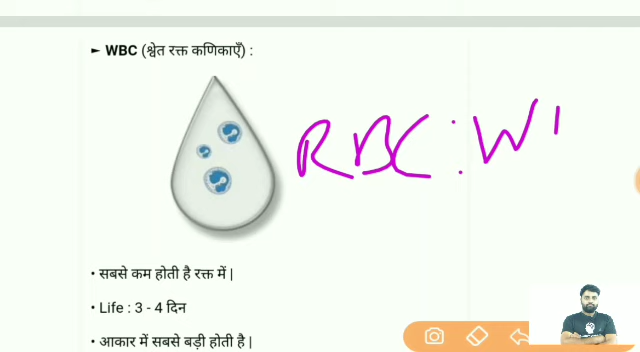 ► WBC (श्वेत रक्त कणिकाएँ) :
RBC : W
• सबसे कम होती है रक्त में |
• Life : 3 - 4 दिन
• आकार में सबसे बड़ी होती है |